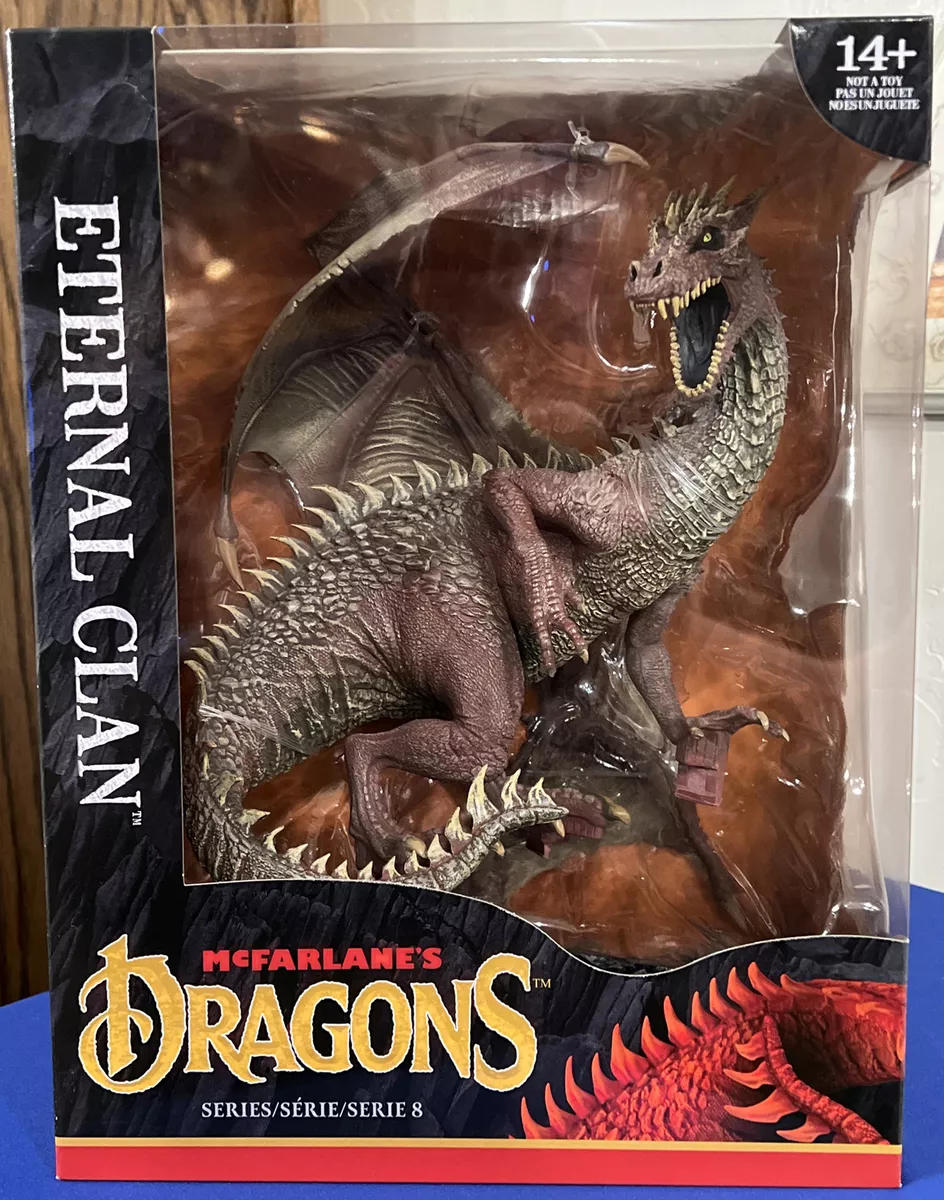 14+
NOT A TOY
PAS UN JOUET
NO ES UN JUGUETE
ETERNAL CLAN™
McFARLANE'S
DRAGONS™
SERIES/SÉRIE/SERIE 8